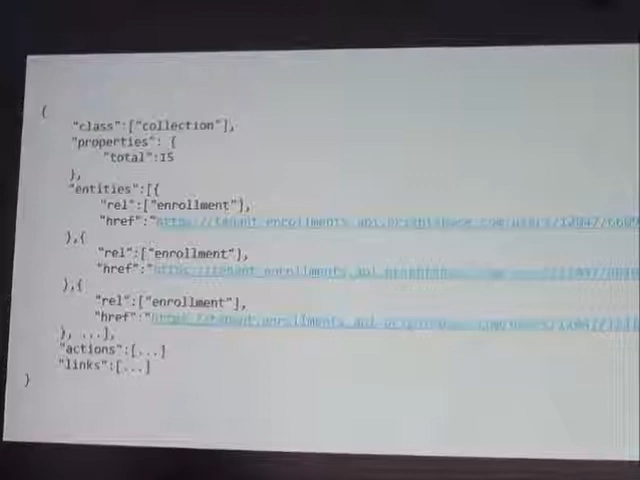 {
"class":["collection"],
"properties": {
"total":15
},
"entities":[{
"rel":["enrollment"],
"href":"
},{
"rel":["enrollment"],
"href":"
},{
"rel":["enrollment"],
"href":"
}, ...],
"actions":[...]
"links":[...]
}